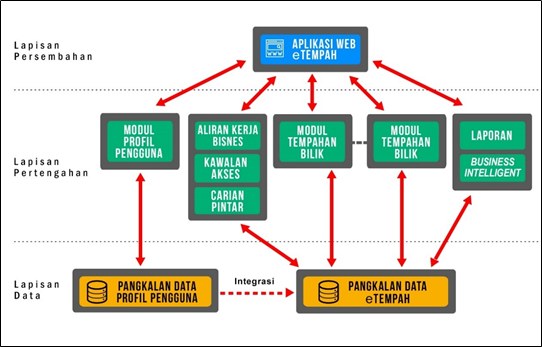 Lapisan
Persembahan
APLIKASI WEB
eTEMPAH
Lapisan
Pertengahan
MODUL
PROFIL
PENGGUNA
ALIRAN KERJA
BISNES
KAWALAN
AKSES
CARIAN
PINTAR
MODUL
TEMPAHAN
BILIK
MODUL
TEMPAHAN
BILIK
LAPORAN
BUSINESS
INTELLIGENT
Lapisan
Data
PANGKALAN DATA
PROFIL PENGGUNA
Integrasi
PANGKALAN DATA
eTEMPAH